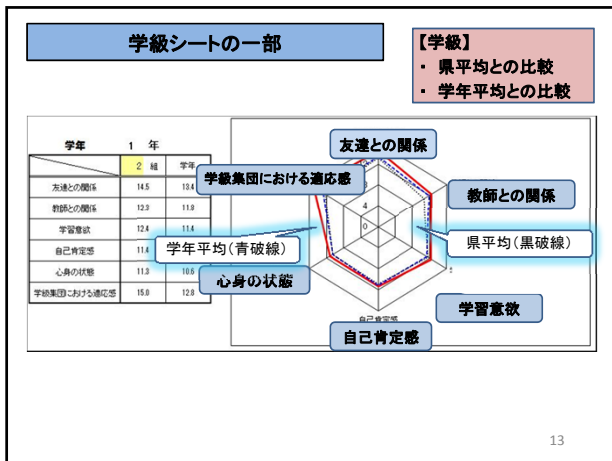 学級シートの一部
【学級】
・ 県平均との比較
・ 学年平均との比較
学年 1 年
2 組 学年
友達との関係 14.5 13.4
教師との関係 12.3 11.8
学習意欲 12.4 11.4
自己肯定感 11.4
心身の状態 11.3 10.6
学級集団における適応感 15.0 12.8
友達との関係
学級集団における適応感
教師との関係
4
0
学年平均（青破線）
県平均（黒破線）
心身の状態
学習意欲
自己肯定感
自己肯定感
13